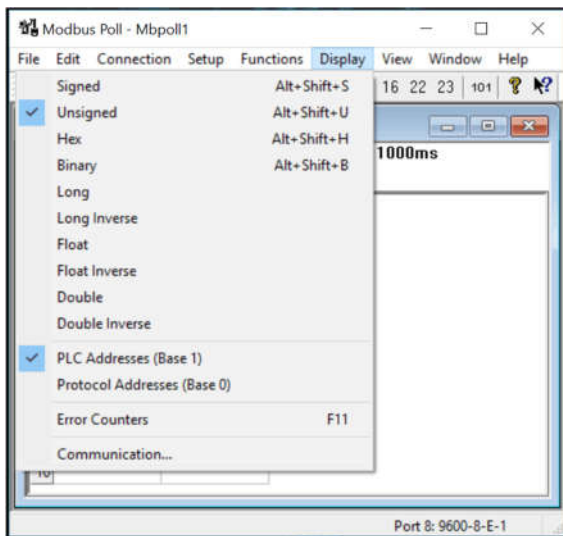 Modbus Poll - Mbpoll1
File Edit Connection Setup Functions Display View Window Help
16 22 23 101
Signed Alt+Shift+S
Unsigned Alt+Shift+U
Hex Alt+Shift+H
Binary Alt+Shift+B
Long
Long Inverse
Float
Float Inverse
Double
Double Inverse
PLC Addresses (Base 1)
Protocol Addresses (Base 0)
Error Counters F11
Communication...
1000ms
10
Port 8: 9600-8-E-1